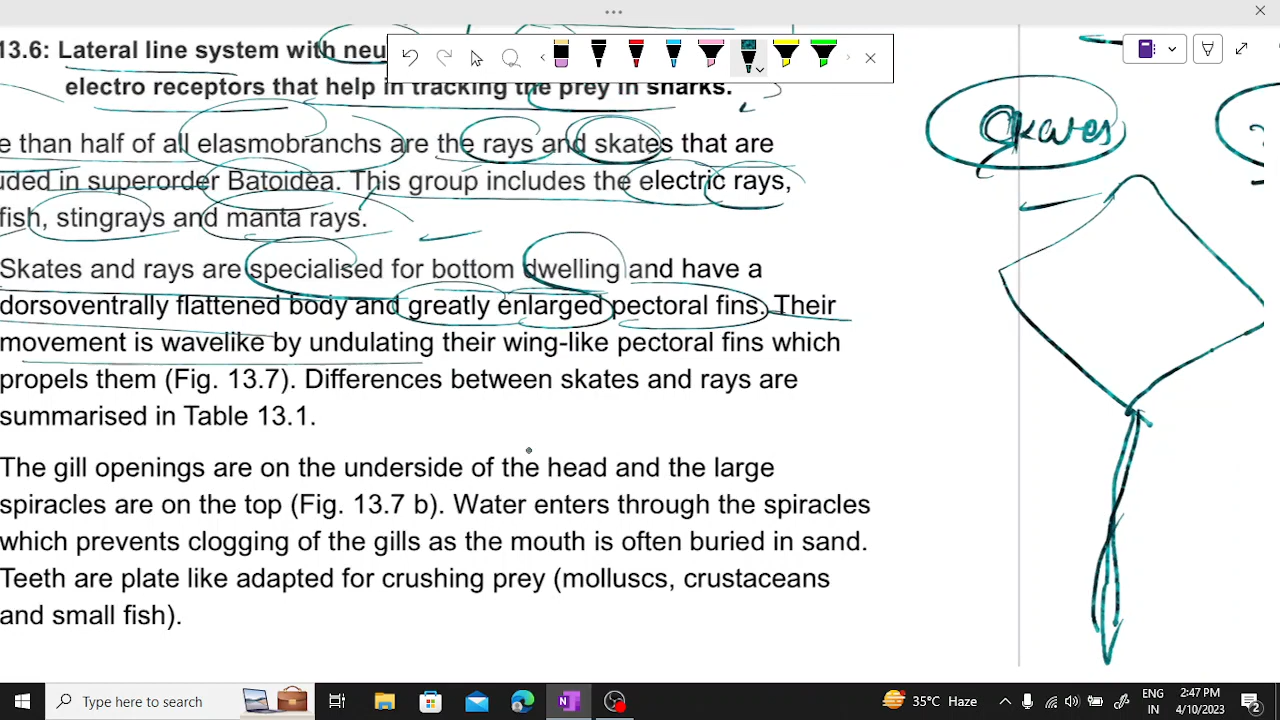 13.6: Lateral line system with neu
electro receptors that help in tracking the prey in sharks.
e than half of all elasmobranchs are the rays and skates that are
uded in superorder Batoidea. This group includes the electric rays,
fish, stingrays and manta rays.
Skates and rays are specialised for bottom dwelling and have a
dorsoventrally flattened body and greatly enlarged pectoral fins. Their
movement is wavelike by undulating their wing-like pectoral fins which
propels them (Fig. 13.7). Differences between skates and rays are
summarised in Table 13.1.
The gill openings are on the underside of the head and the large
spiracles are on the top (Fig. 13.7 b). Water enters through the spiracles
which prevents clogging of the gills as the mouth is often buried in sand.
Teeth are plate like adapted for crushing prey (molluscs, crustaceans
and small fish).
Skates
Type here to search
35°C Haze
ENG
IN
2:47 PM
4/10/2023
2